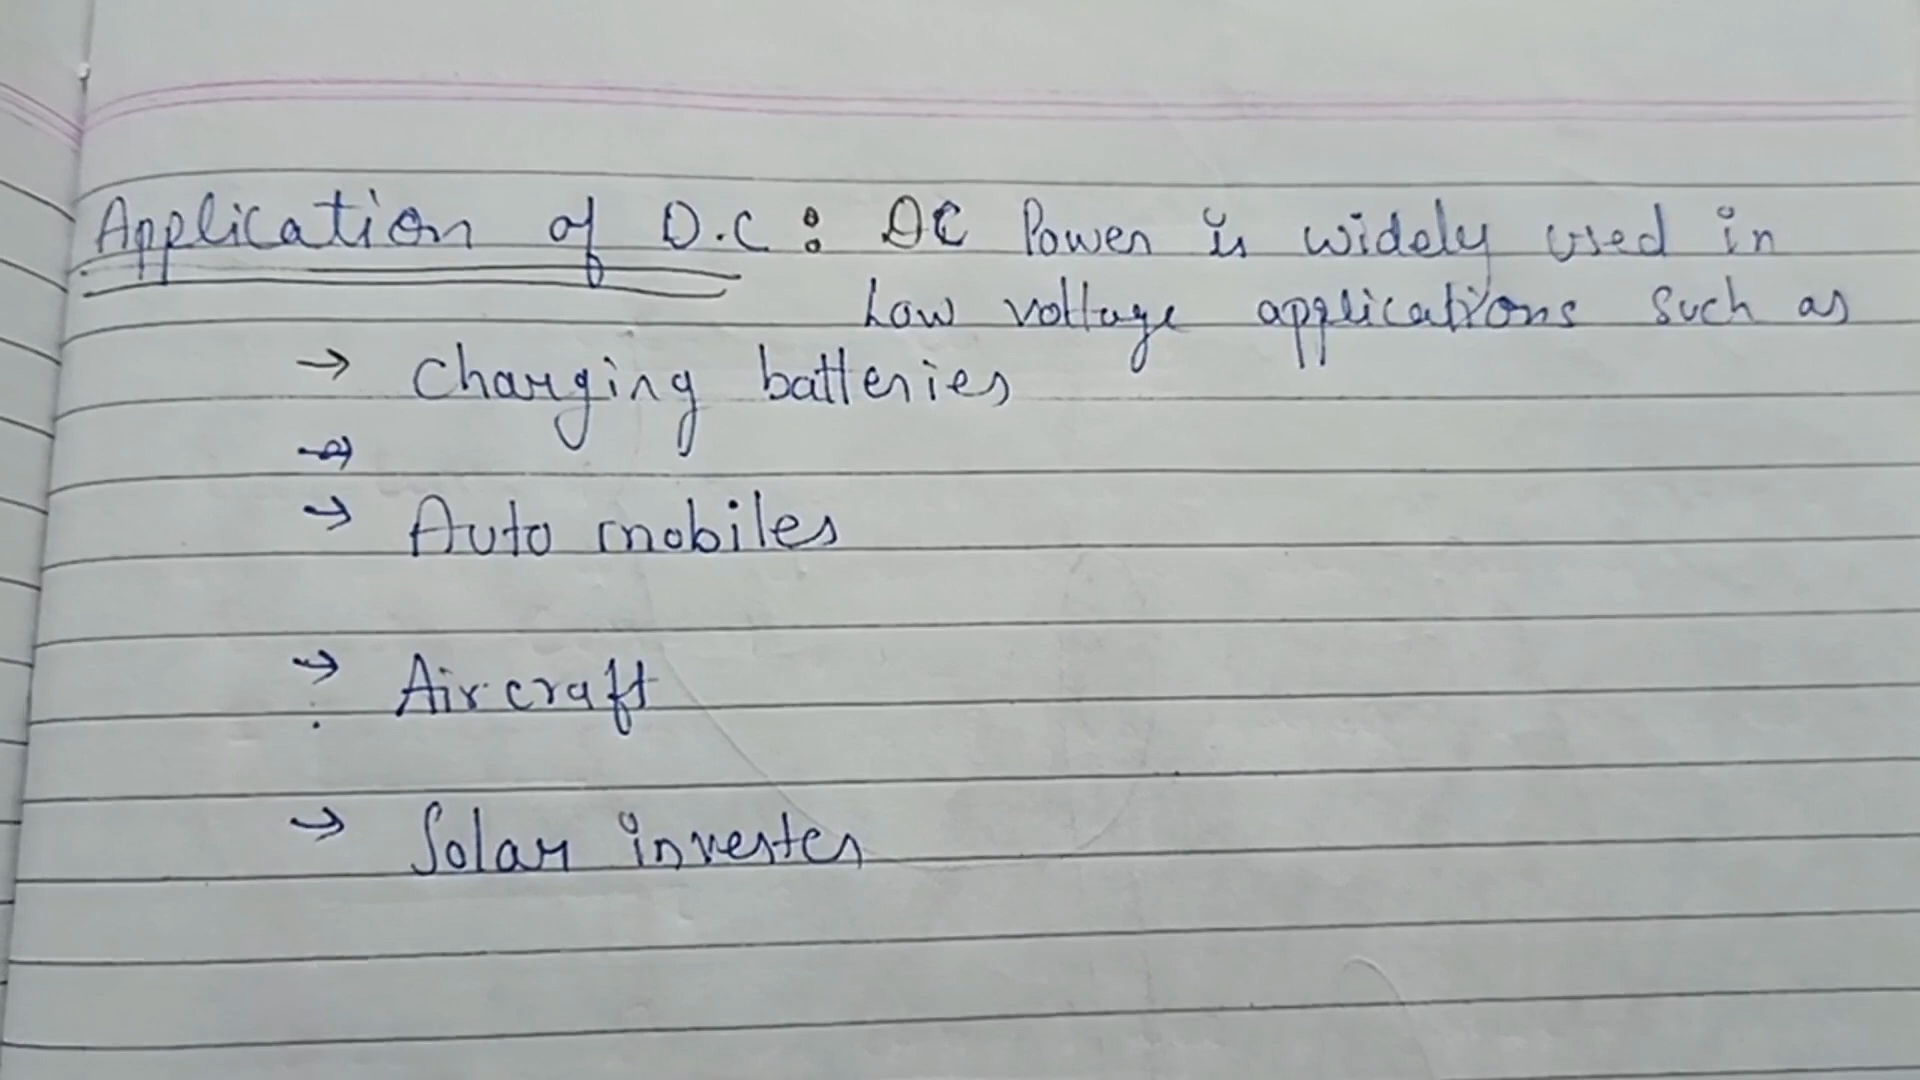 Application of D.C : DC Power is widely used in
Low voltage applications such as
→ charging batteries
→
→ Auto mobiles
→ Aircraft
→ Solar inverter